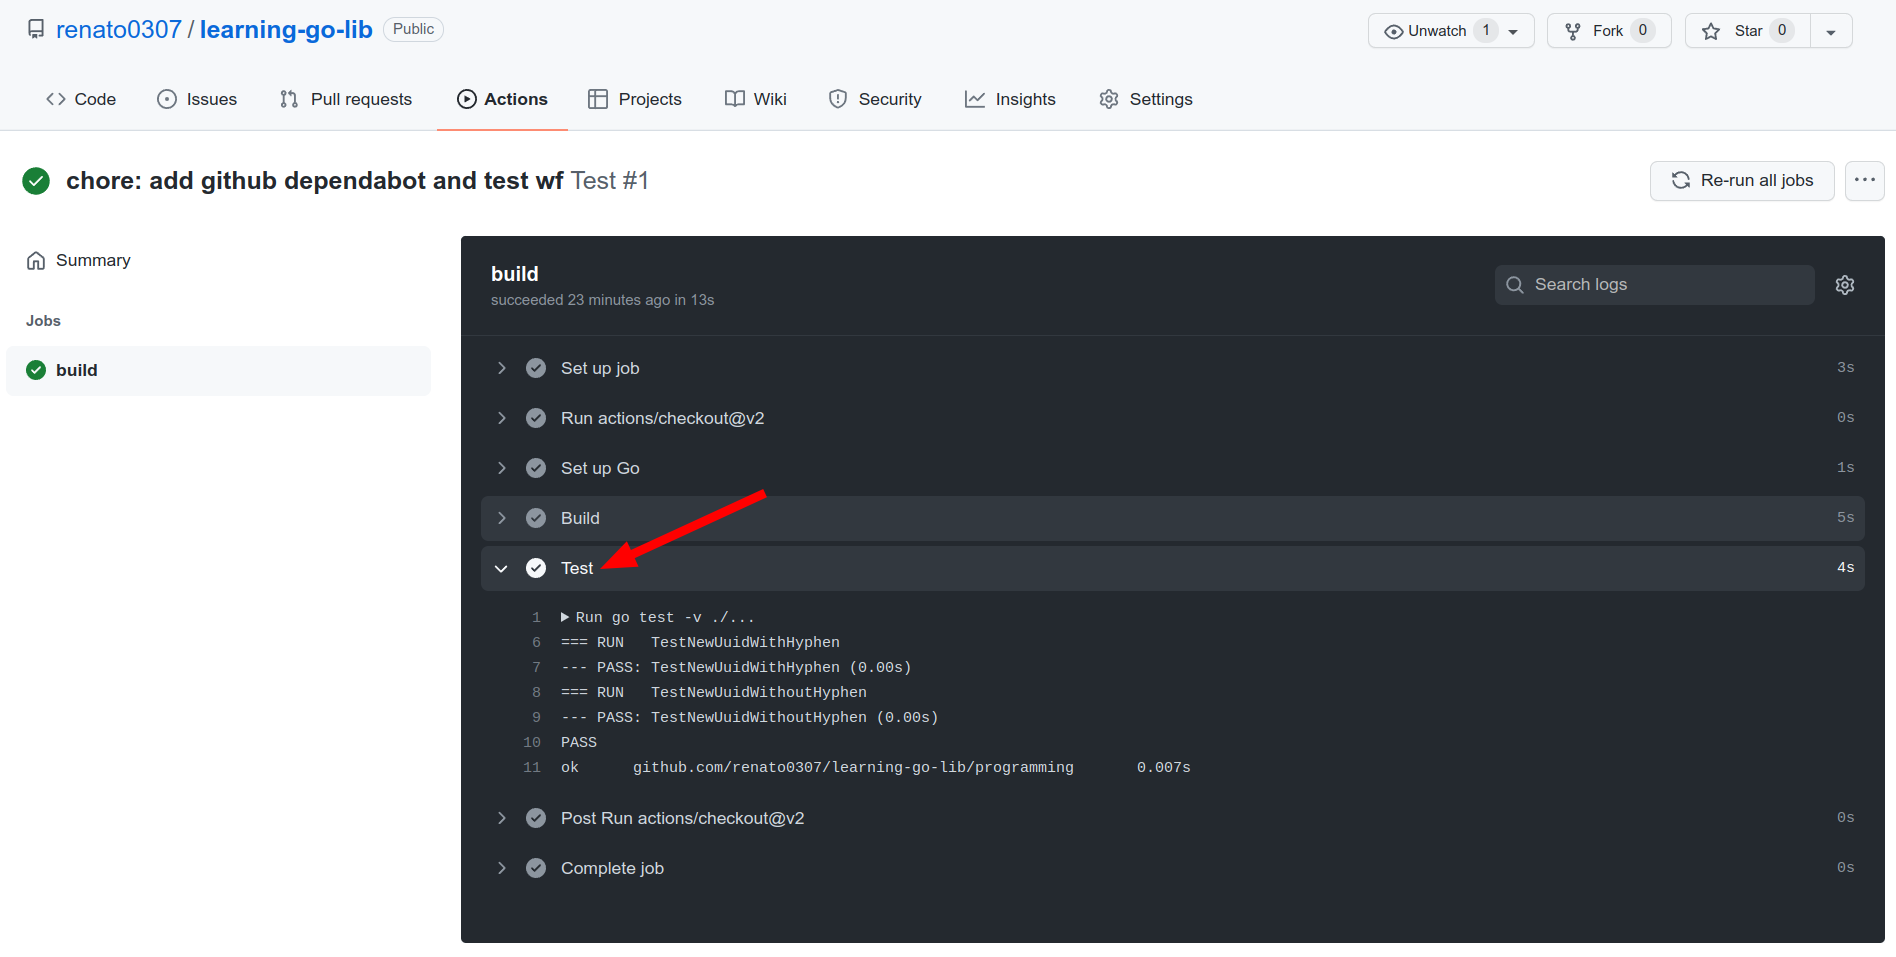 renato0307 / learning-go-lib Public
Unwatch 1 Fork 0 Star 0
Code Issues Pull requests Actions Projects Wiki Security Insights Settings
chore: add github dependabot and test wf Test #1
Re-run all jobs ...
Summary
Jobs
build
build
succeeded 23 minutes ago in 13s
Search logs
Set up job 3s
Run actions/checkout@v2 0s
Set up Go 1s
Build 5s
Test 4s
1 Run go test -v ./...
6 === RUN   TestNewUuidWithHyphen
7 --- PASS: TestNewUuidWithHyphen (0.00s)
8 === RUN   TestNewUuidWithoutHyphen
9 --- PASS: TestNewUuidWithoutHyphen (0.00s)
10 PASS
11 ok      github.com/renato0307/learning-go-lib/programming       0.007s
Post Run actions/checkout@v2 0s
Complete job 0s